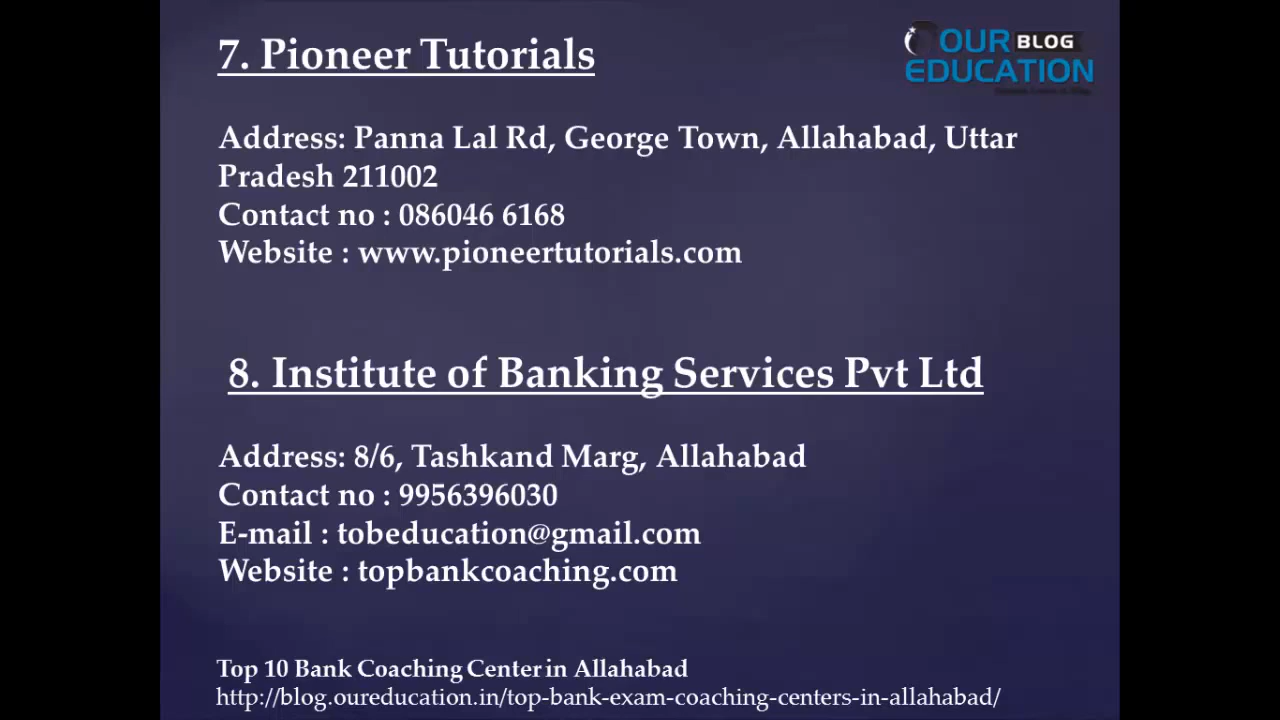 7. Pioneer Tutorials
OUR BLOG
EDUCATION
Address: Panna Lal Rd, George Town, Allahabad, Uttar
Pradesh 211002
Contact no : 086046 6168
Website : www.pioneertutorials.com
8. Institute of Banking Services Pvt Ltd
Address: 8/6, Tashkand Marg, Allahabad
Contact no : 9956396030
E-mail : tobeducation@gmail.com
Website : topbankcoaching.com
Top 10 Bank Coaching Center in Allahabad
http://blog.oureducation.in/top-bank-exam-coaching-centers-in-allahabad/